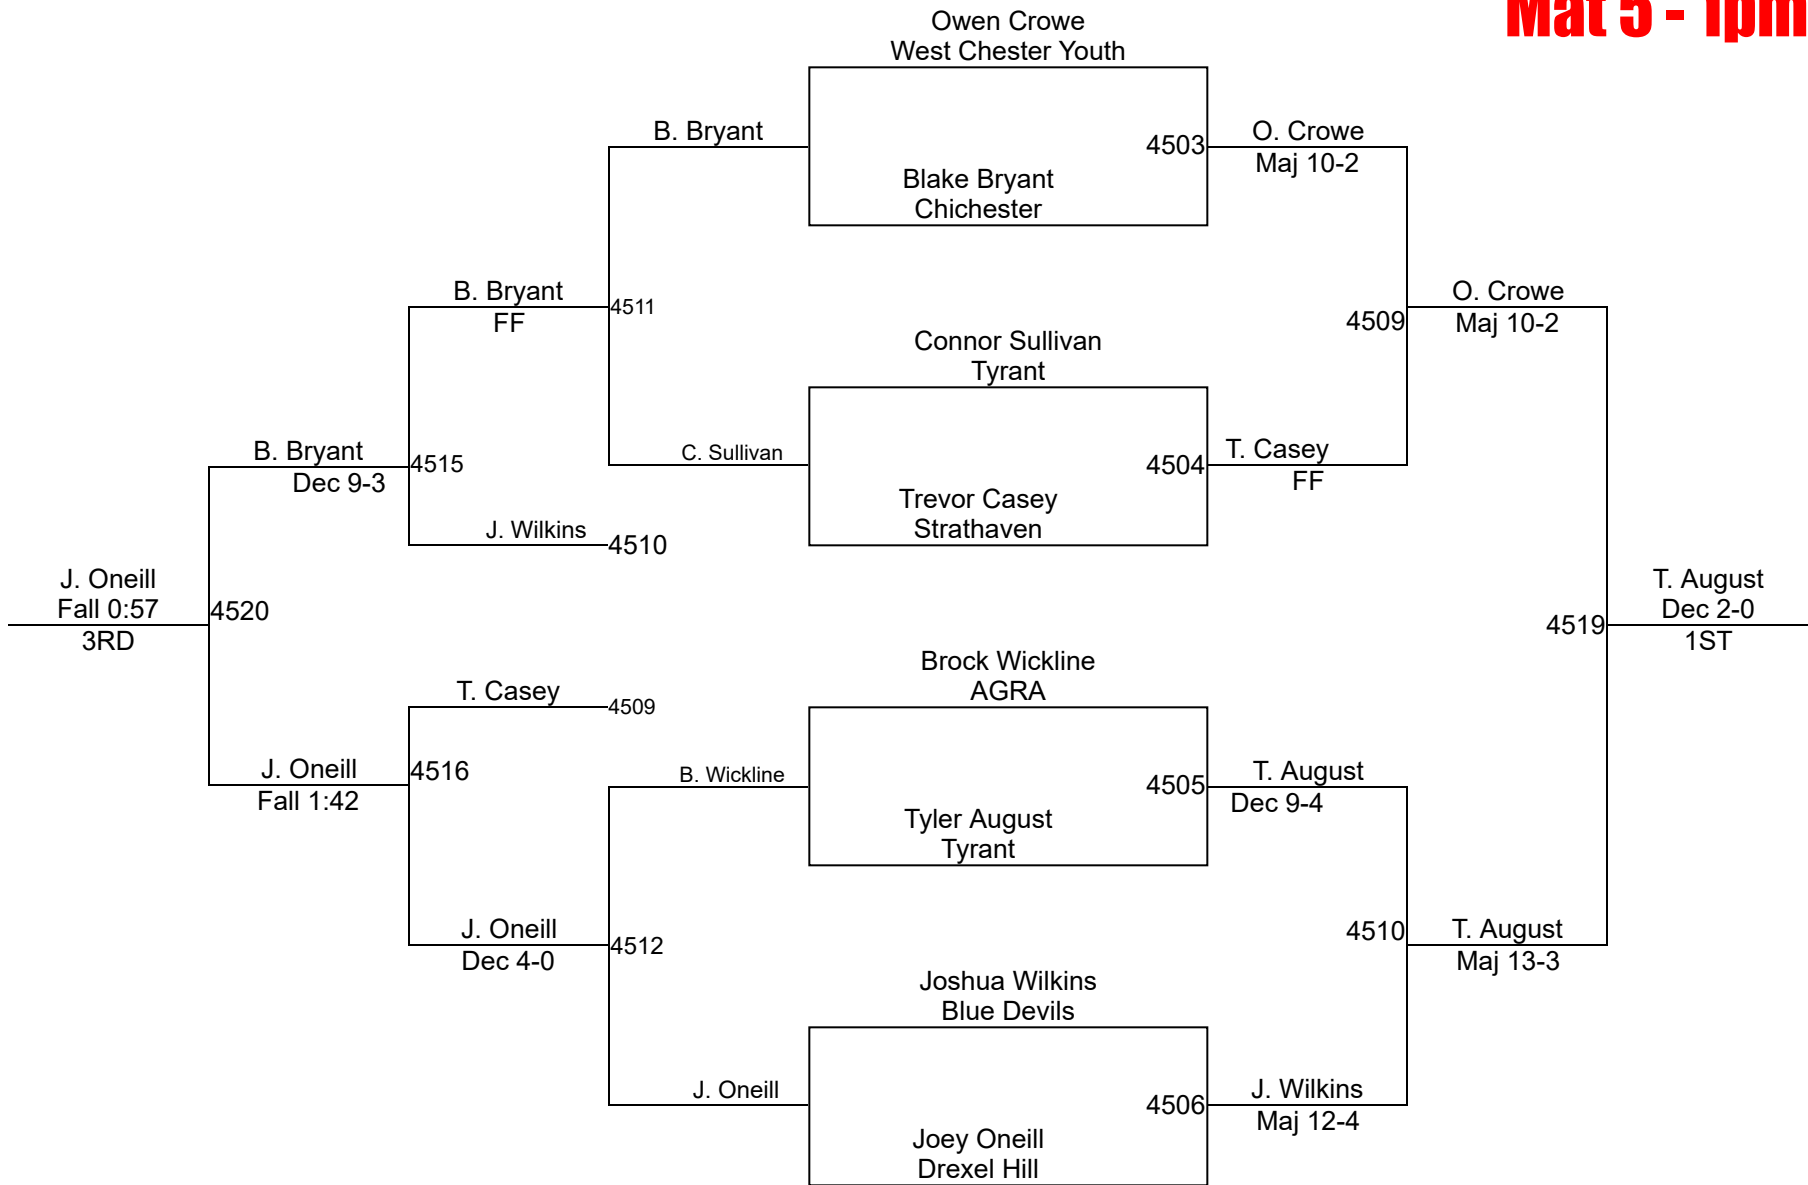 Mat 5 - 1pm
Owen Crowe
West Chester Youth
B. Bryant
4503
O. Crowe
Maj 10-2
Blake Bryant
Chichester
B. Bryant
FF
4511
O. Crowe
Maj 10-2
4509
Connor Sullivan
Tyrant
B. Bryant
Dec 9-3
4515
C. Sullivan
4504
T. Casey
FF
Trevor Casey
Strathaven
J. Wilkins
4510
J. Oneill
Fall 0:57
3RD
4520
4519
T. August
Dec 2-0
1ST
Brock Wickline
AGRA
T. Casey
4509
J. Oneill
Fall 1:42
4516
B. Wickline
4505
T. August
Dec 9-4
Tyler August
Tyrant
J. Oneill
Dec 4-0
4512
4510
T. August
Maj 13-3
Joshua Wilkins
Blue Devils
J. Oneill
4506
J. Wilkins
Maj 12-4
Joey Oneill
Drexel Hill